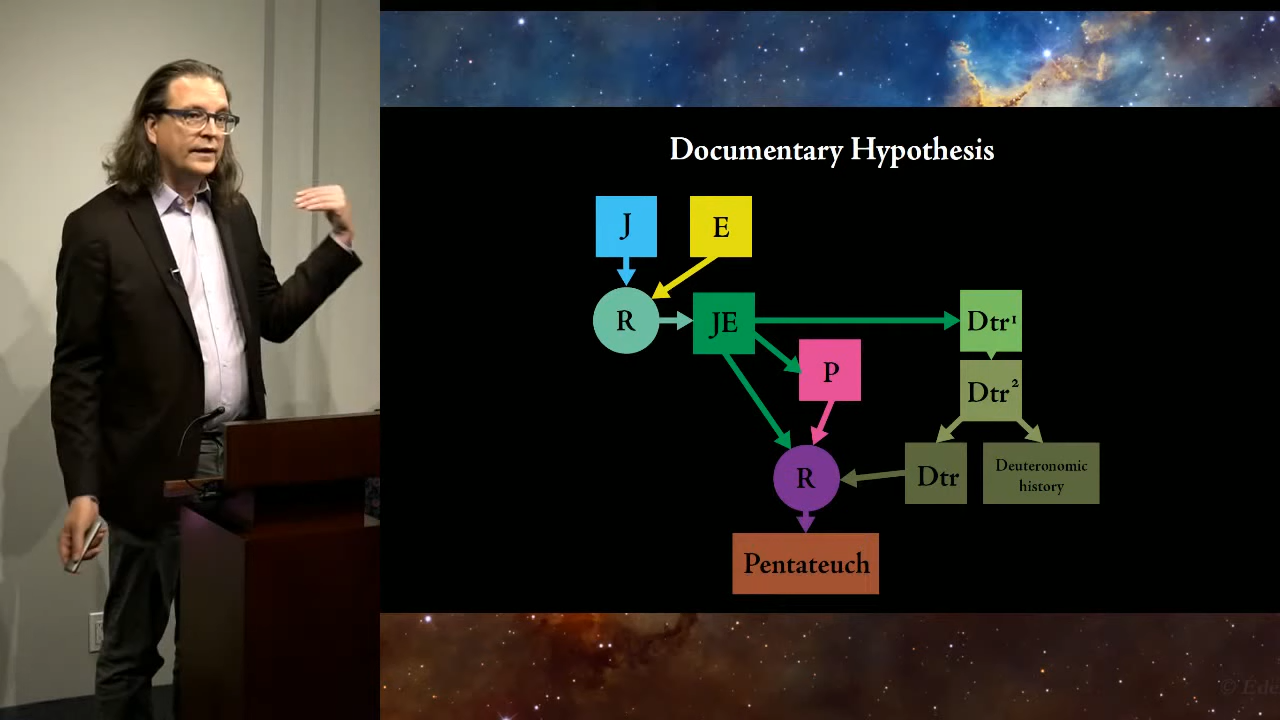 Documentary Hypothesis
J
E
R
JE
Dtr¹
P
Dtr²
R
Dtr
Deuteronomic
history
Pentateuch